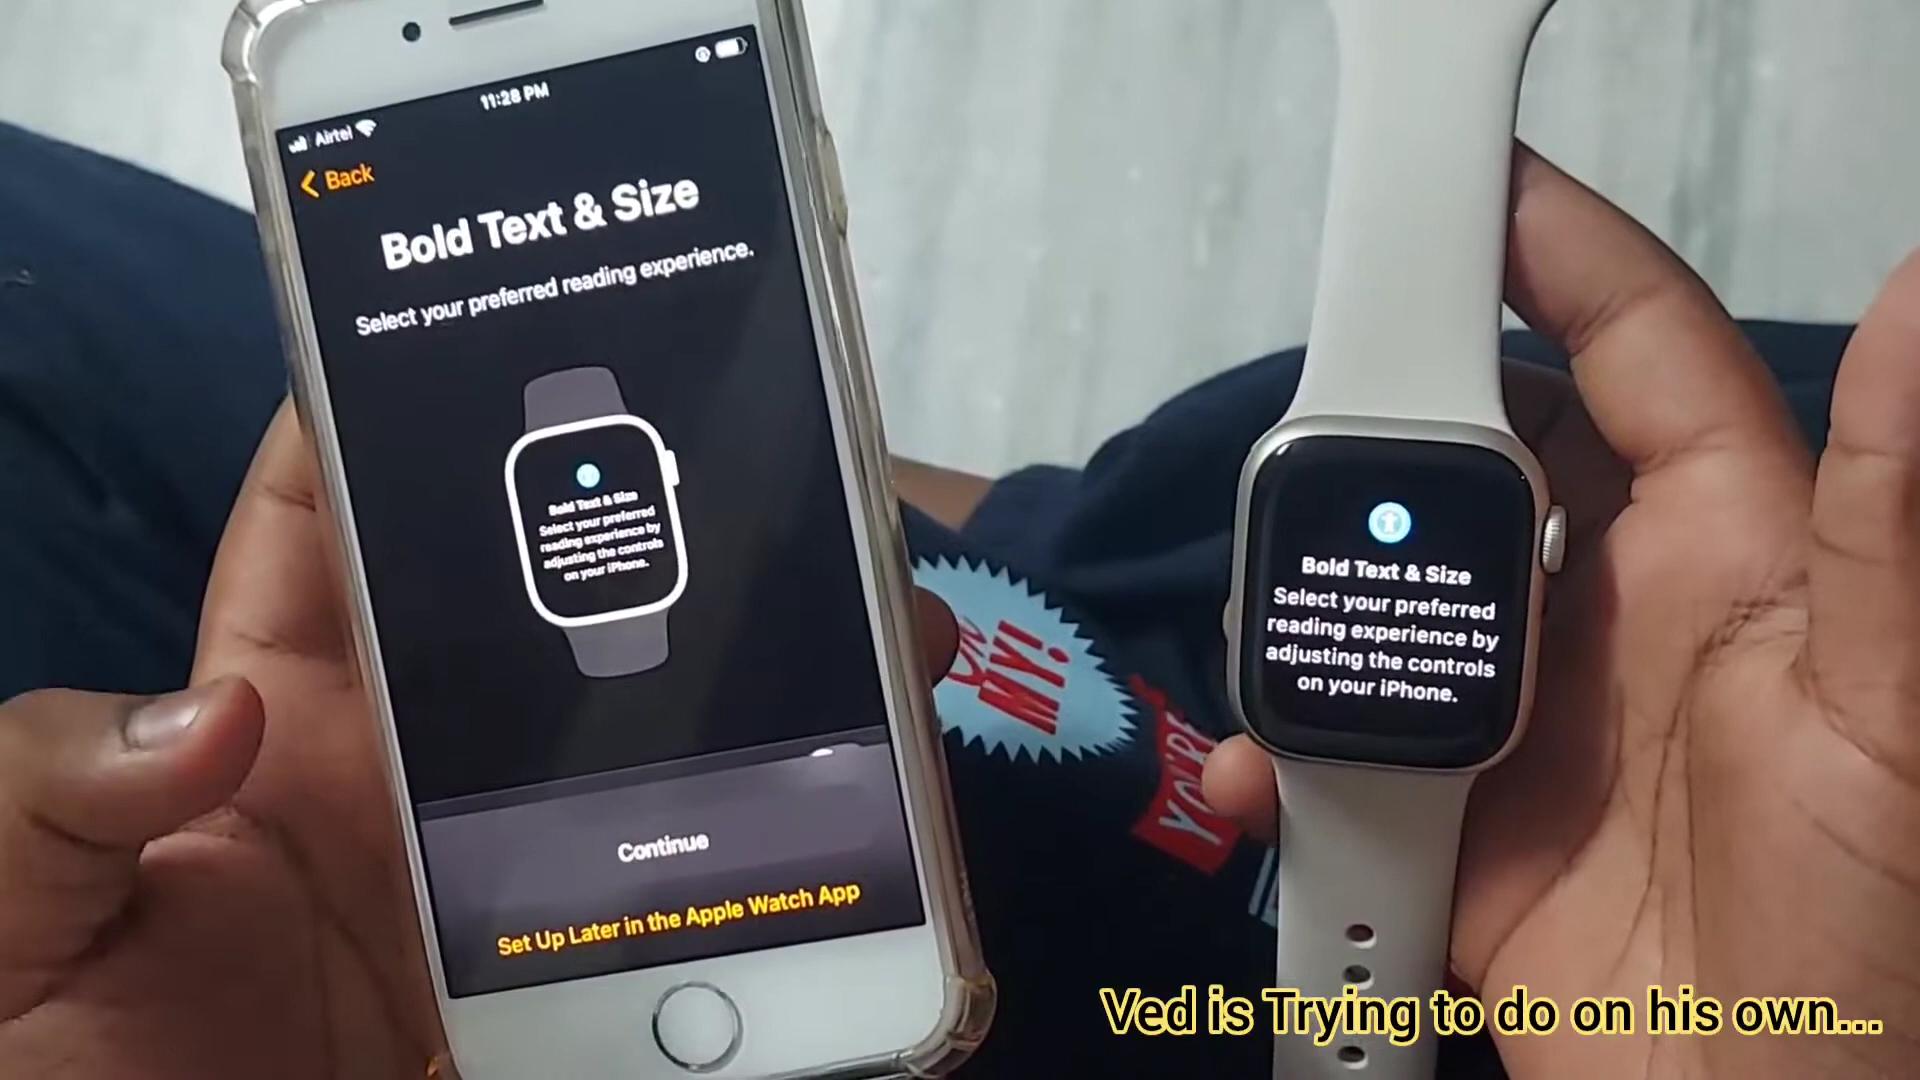 11:28 PM
Airtel
Back
Bold Text & Size
Select your preferred reading experience.
Bold Text & Size
Select your preferred
reading experience by
adjusting the controls
on your iPhone.
Continue
Set Up Later in the Apple Watch App
MY!
Bold Text & Size
Select your preferred
reading experience by
adjusting the controls
on your iPhone.
Ved is Trying to do on his own...